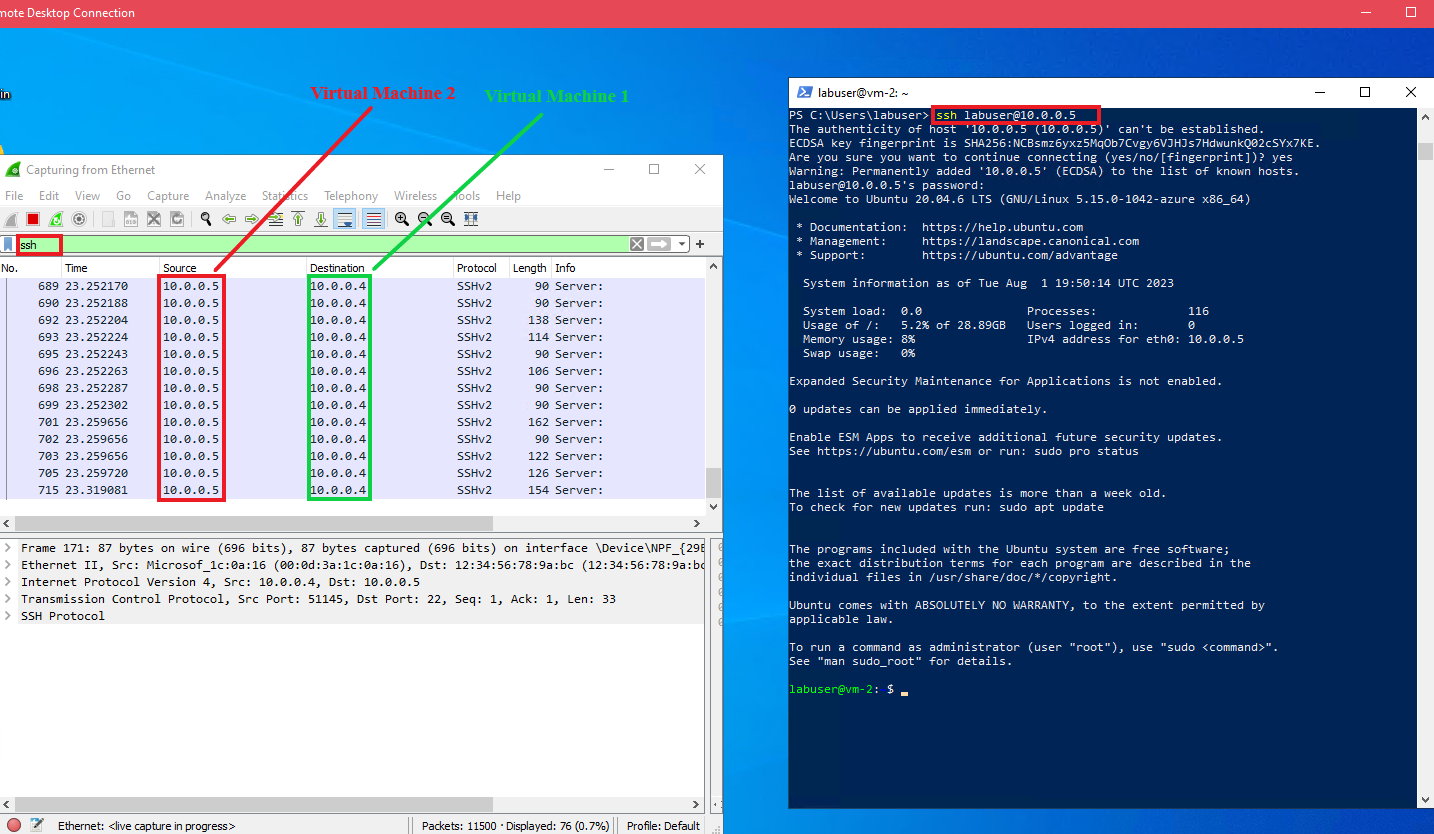 mote Desktop Connection
in
Virtual Machine 2
Virtual Machine 1
Capturing from Ethernet
File Edit View Go Capture Analyze Statistics Telephony Wireless Tools Help
ssh
No. Time Source Destination Protocol Length Info
689 23.252170 10.0.0.5 10.0.0.4 SSHv2 90 Server:
690 23.252188 10.0.0.5 10.0.0.4 SSHv2 90 Server:
692 23.252204 10.0.0.5 10.0.0.4 SSHv2 138 Server:
693 23.252224 10.0.0.5 10.0.0.4 SSHv2 114 Server:
695 23.252243 10.0.0.5 10.0.0.4 SSHv2 90 Server:
696 23.252263 10.0.0.5 10.0.0.4 SSHv2 106 Server:
698 23.252287 10.0.0.5 10.0.0.4 SSHv2 90 Server:
699 23.252302 10.0.0.5 10.0.0.4 SSHv2 90 Server:
701 23.259656 10.0.0.5 10.0.0.4 SSHv2 162 Server:
702 23.259656 10.0.0.5 10.0.0.4 SSHv2 90 Server:
703 23.259656 10.0.0.5 10.0.0.4 SSHv2 122 Server:
705 23.259720 10.0.0.5 10.0.0.4 SSHv2 126 Server:
715 23.319081 10.0.0.5 10.0.0.4 SSHv2 154 Server:
Frame 171: 87 bytes on wire (696 bits), 87 bytes captured (696 bits) on interface \Device\NPF_{29E
Ethernet II, Src: Microsof_1c:0a:16 (00:0d:3a:1c:0a:16), Dst: 12:34:56:78:9a:bc (12:34:56:78:9a:bc
Internet Protocol Version 4, Src: 10.0.0.4, Dst: 10.0.0.5
Transmission Control Protocol, Src Port: 51145, Dst Port: 22, Seq: 1, Ack: 1, Len: 33
SSH Protocol
Ethernet: <live capture in progress>
Packets: 11500 · Displayed: 76 (0.7%)
Profile: Default
labuser@vm-2: ~
PS C:\Users\labuser> ssh labuser@10.0.0.5
The authenticity of host '10.0.0.5 (10.0.0.5)' can't be established.
ECDSA key fingerprint is SHA256:NCBsmz6yxz5MqOb7Cvgy6VJHJs7HdwunkQ02cSYx7KE.
Are you sure you want to continue connecting (yes/no/[fingerprint])? yes
Warning: Permanently added '10.0.0.5' (ECDSA) to the list of known hosts.
labuser@10.0.0.5's password:
Welcome to Ubuntu 20.04.6 LTS (GNU/Linux 5.15.0-1042-azure x86_64)
* Documentation: https://help.ubuntu.com
* Management: https://landscape.canonical.com
* Support: https://ubuntu.com/advantage
System information as of Tue Aug 1 19:50:14 UTC 2023
System load: 0.0 Processes: 116
Usage of /: 5.2% of 28.89GB Users logged in: 0
Memory usage: 8% IPv4 address for eth0: 10.0.0.5
Swap usage: 0%
Expanded Security Maintenance for Applications is not enabled.
0 updates can be applied immediately.
Enable ESM Apps to receive additional future security updates.
See https://ubuntu.com/esm or run: sudo pro status
The list of available updates is more than a week old.
To check for new updates run: sudo apt update
The programs included with the Ubuntu system are free software;
the exact distribution terms for each program are described in the
individual files in /usr/share/doc/*/copyright.
Ubuntu comes with ABSOLUTELY NO WARRANTY, to the extent permitted by
applicable law.
To run a command as administrator (user "root"), use "sudo <command>".
See "man sudo_root" for details.
labuser@vm-2: $